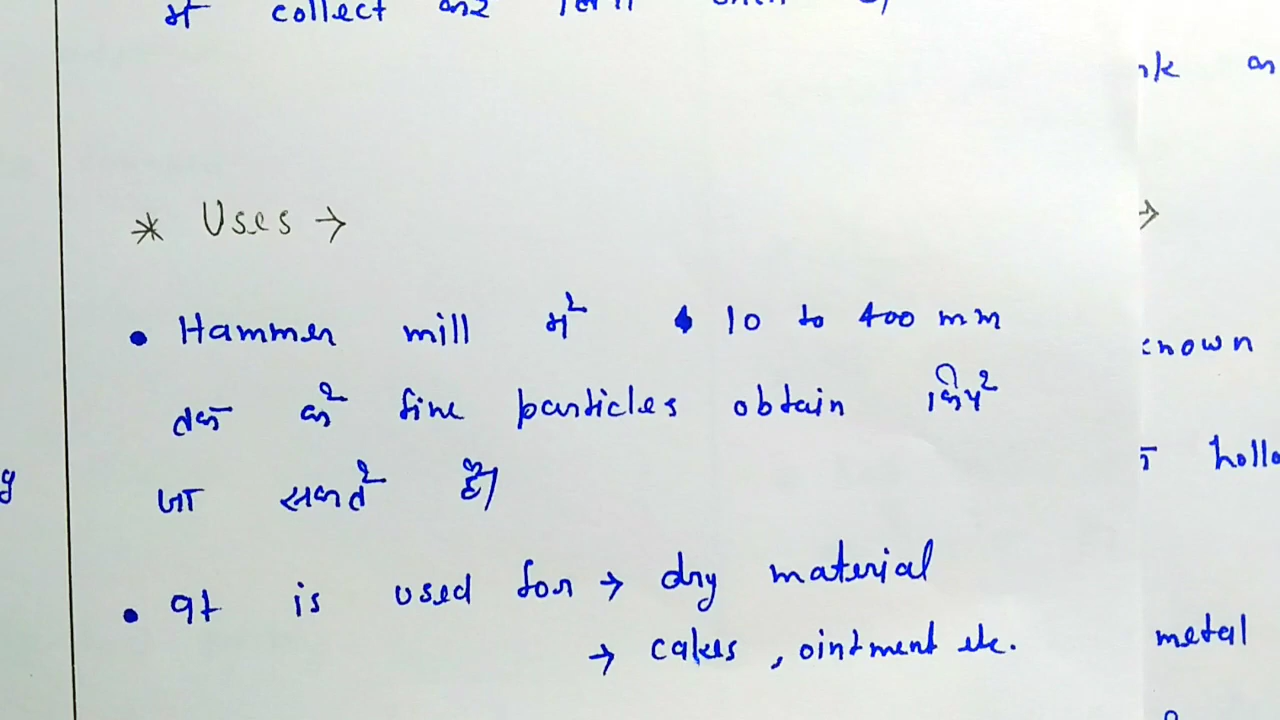 collect
* Uses →
• Hammer mill से 10 to 400 mm
तक के fine particles obtain किये
जा सकते हैं।
• It is used for → dry material
→ cakes, ointment etc.
known
metal